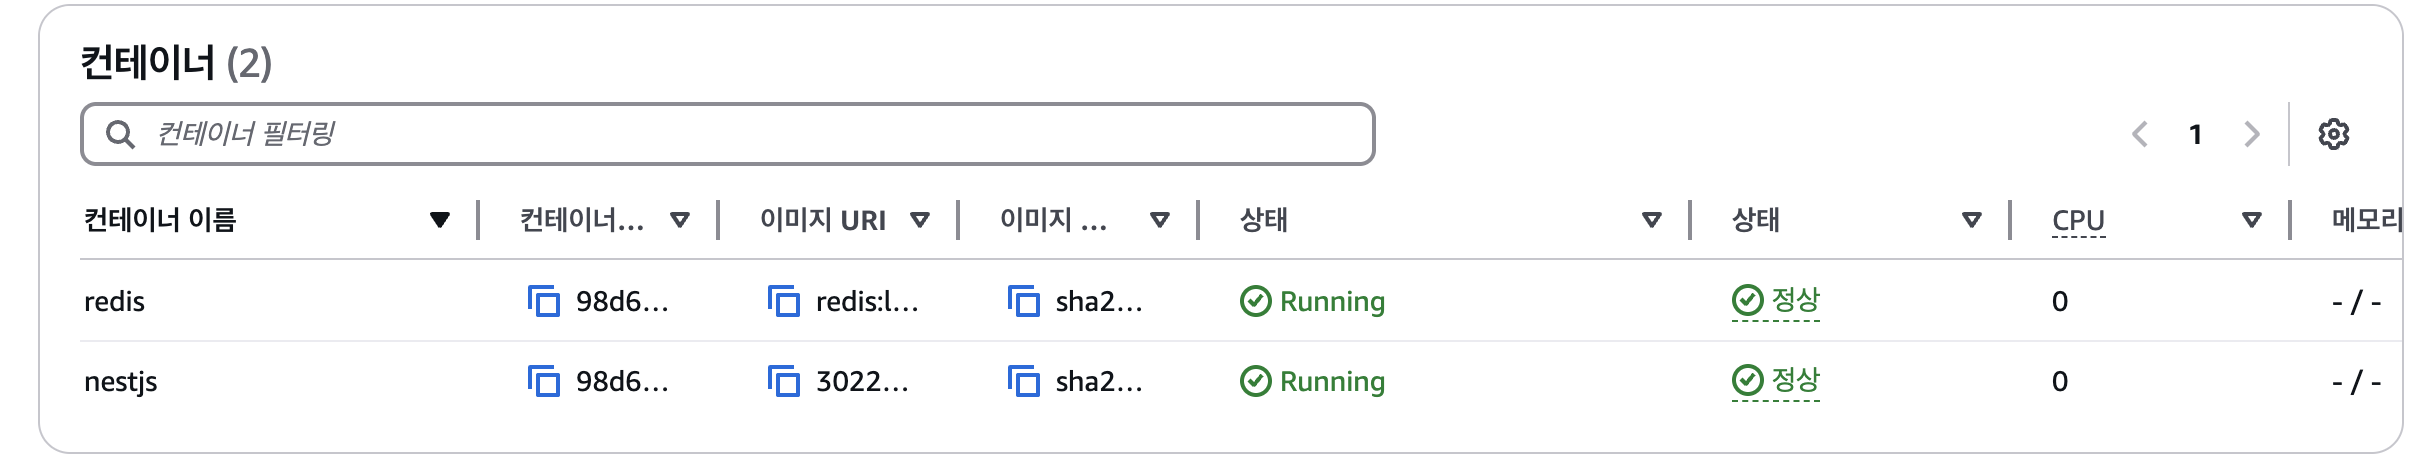 컨테이너 (2)
컨테이너 필터링
1
컨테이너 이름 컨테이너... 이미지 URI 이미지 ... 상태 상태 CPU 메모리
redis 98d6... redis:l... sha2... Running 정상 0 - / -
nestjs 98d6... 3022... sha2... Running 정상 0 - / -